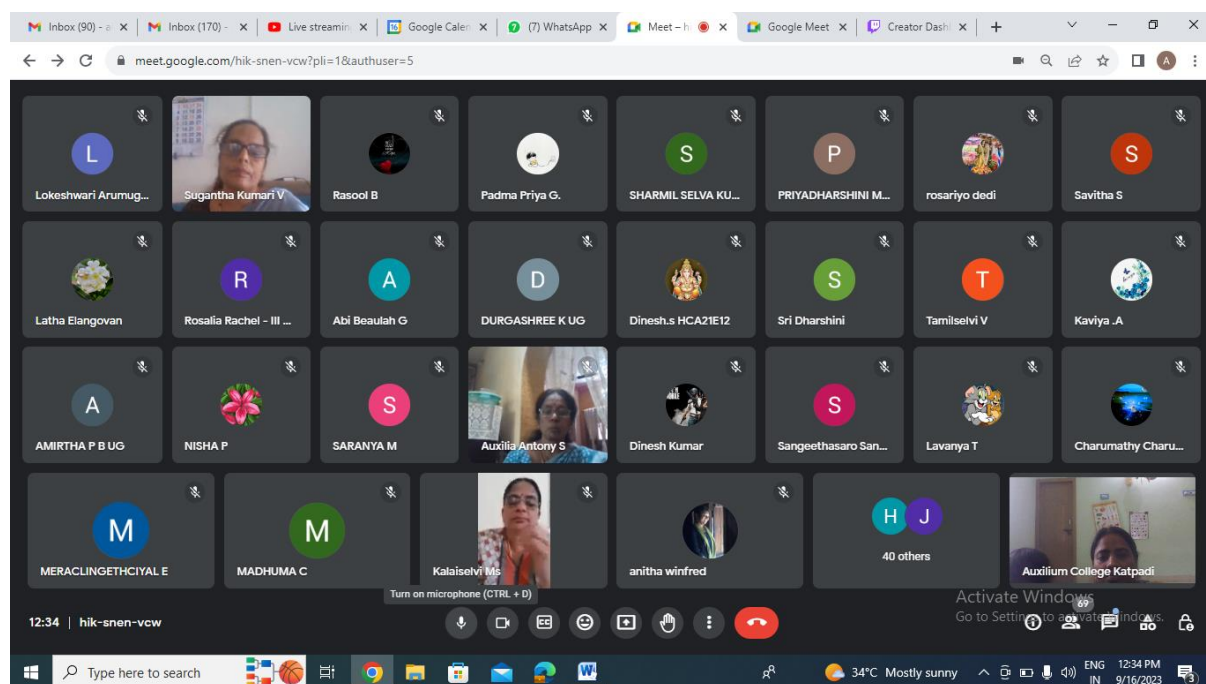 Inbox (90) - a
Inbox (170) -
Live streamin
Google Calen
(7) WhatsApp
Meet – h
Google Meet
Creator Dash
meet.google.com/hik-snen-vcw?pli=1&authuser=5
A
L
S
P
S
Lokeshwari Arumug...
Sugantha Kumari V
Rasool B
Padma Priya G.
SHARMIL SELVA KU...
PRIYADHARSHINI M...
rosariyo dedi
Savitha S
R
A
D
S
T
Latha Elangovan
Rosalia Rachel - III ...
Abi Beaulah G
DURGASHREE K UG
Dinesh.s HCA21E12
Sri Dharshini
Tamilselvi V
Kaviya .A
A
S
S
AMIRTHA P B UG
NISHA P
SARANYA M
Auxilia Antony S
Dinesh Kumar
Sangeethasaro San...
Lavanya T
Charumathy Charu...
M
M
H J
40 others
MERACLINGETHCIYAL E
MADHUMA C
Kalaiselvi Ms
anitha winfred
Auxilium College Katpadi
Turn on microphone (CTRL + D)
Activate Windows
Go to Settings to activate Windows.
12:34 | hik-snen-vcw
CC
69
Type here to search
W
34°C Mostly sunny
ENG
IN
12:34 PM
9/16/2023
3